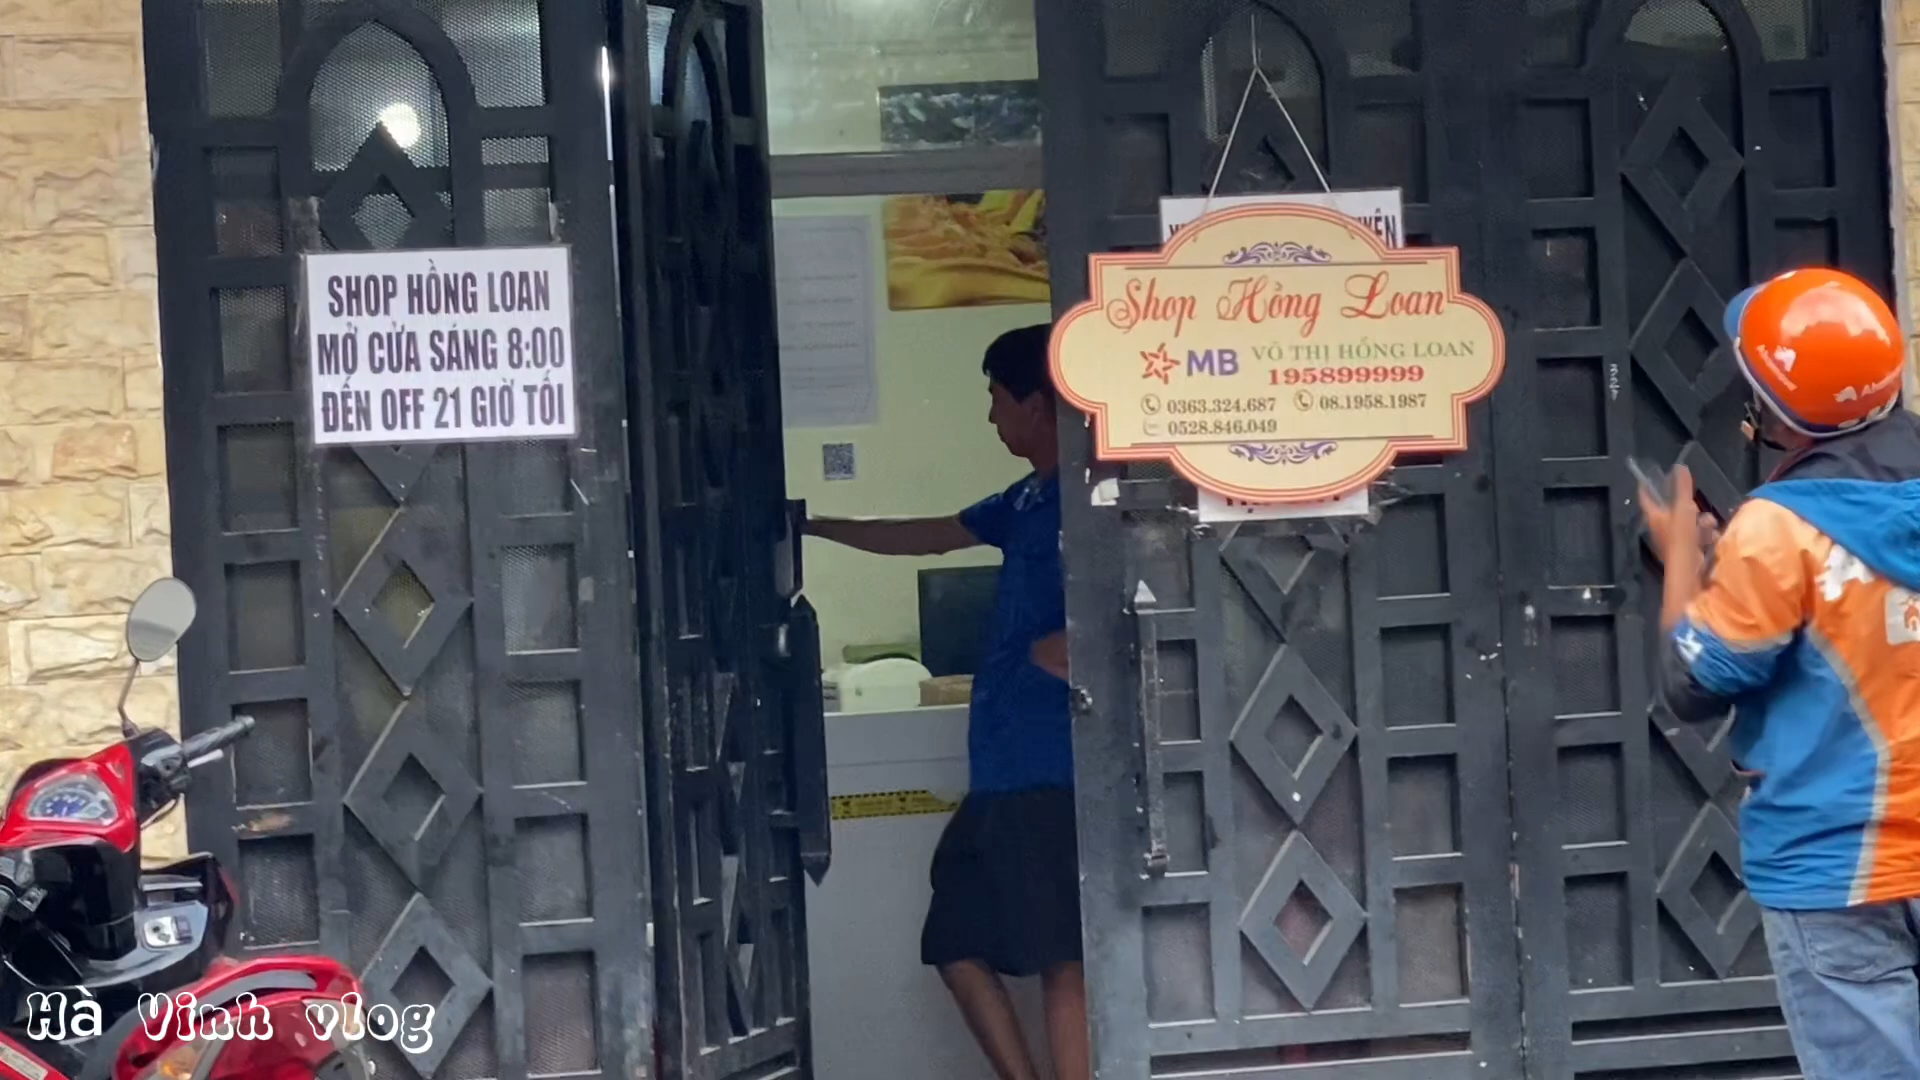 SHOP HỒNG LOAN
MỞ CỬA SÁNG 8:00
ĐẾN OFF 21 GIỜ TỐI
Shop Hồng Loan
MB VÕ THỊ HỒNG LOAN
195899999
0363.324.687 08.1958.1987
0528.846.049
Hà Vinh vlog